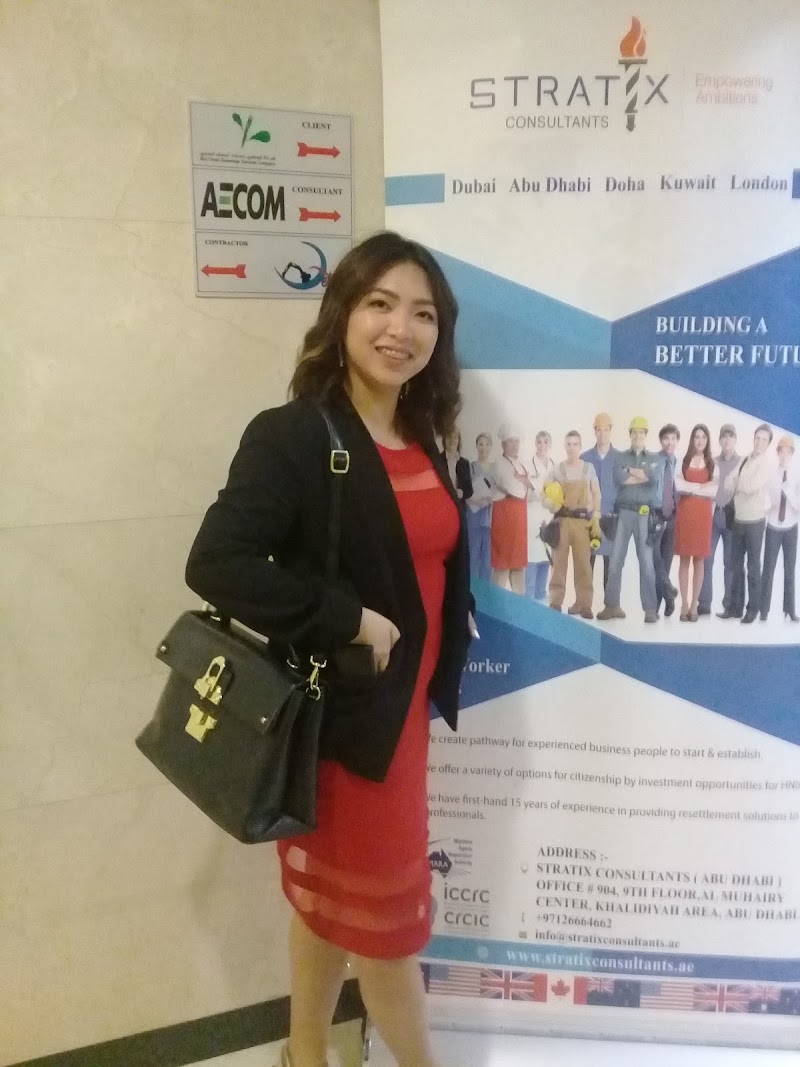 CLIENT
AECOM
CONSULTANT
CONTRACTOR
STRATIX
CONSULTANTS
Empowering
Ambitions
Dubai Abu Dhabi Doha Kuwait London
BUILDING A
BETTER FUTU
orker
e create pathway for experienced business people to start & establish.
e offer a variety of options for citizenship by investment opportunities for HNI
e have first-hand 15 years of experience in providing resettlement solutions to
rofessionals.
ADDRESS :-
STRATIX CONSULTANTS ( ABU DHABI )
OFFICE # 904, 9TH FLOOR,AL MUHAIRY
CENTER, KHALIDIYAH AREA, ABU DHABI
+97126664662
info@stratixconsultants.ae
MARA
iccrc
crcic
www.stratixconsultants.ae